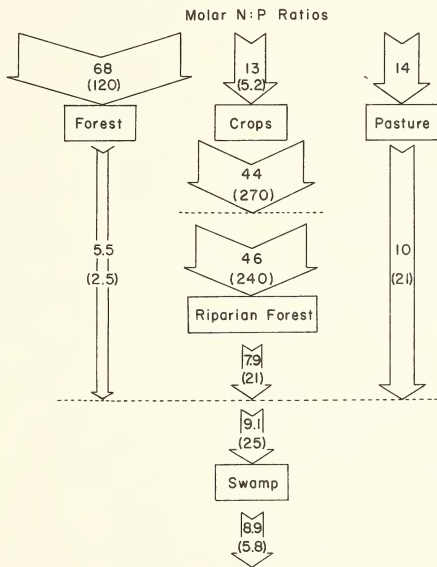 Molar N:P Ratios
68 13 14
(120) (5.2)
Forest Crops Pasture
44
(270)
5.5 46 10
(2.5) (240) (21)
Riparian Forest
7.9
(21)
9.1
(25)
Swamp
8.9
(5.8)